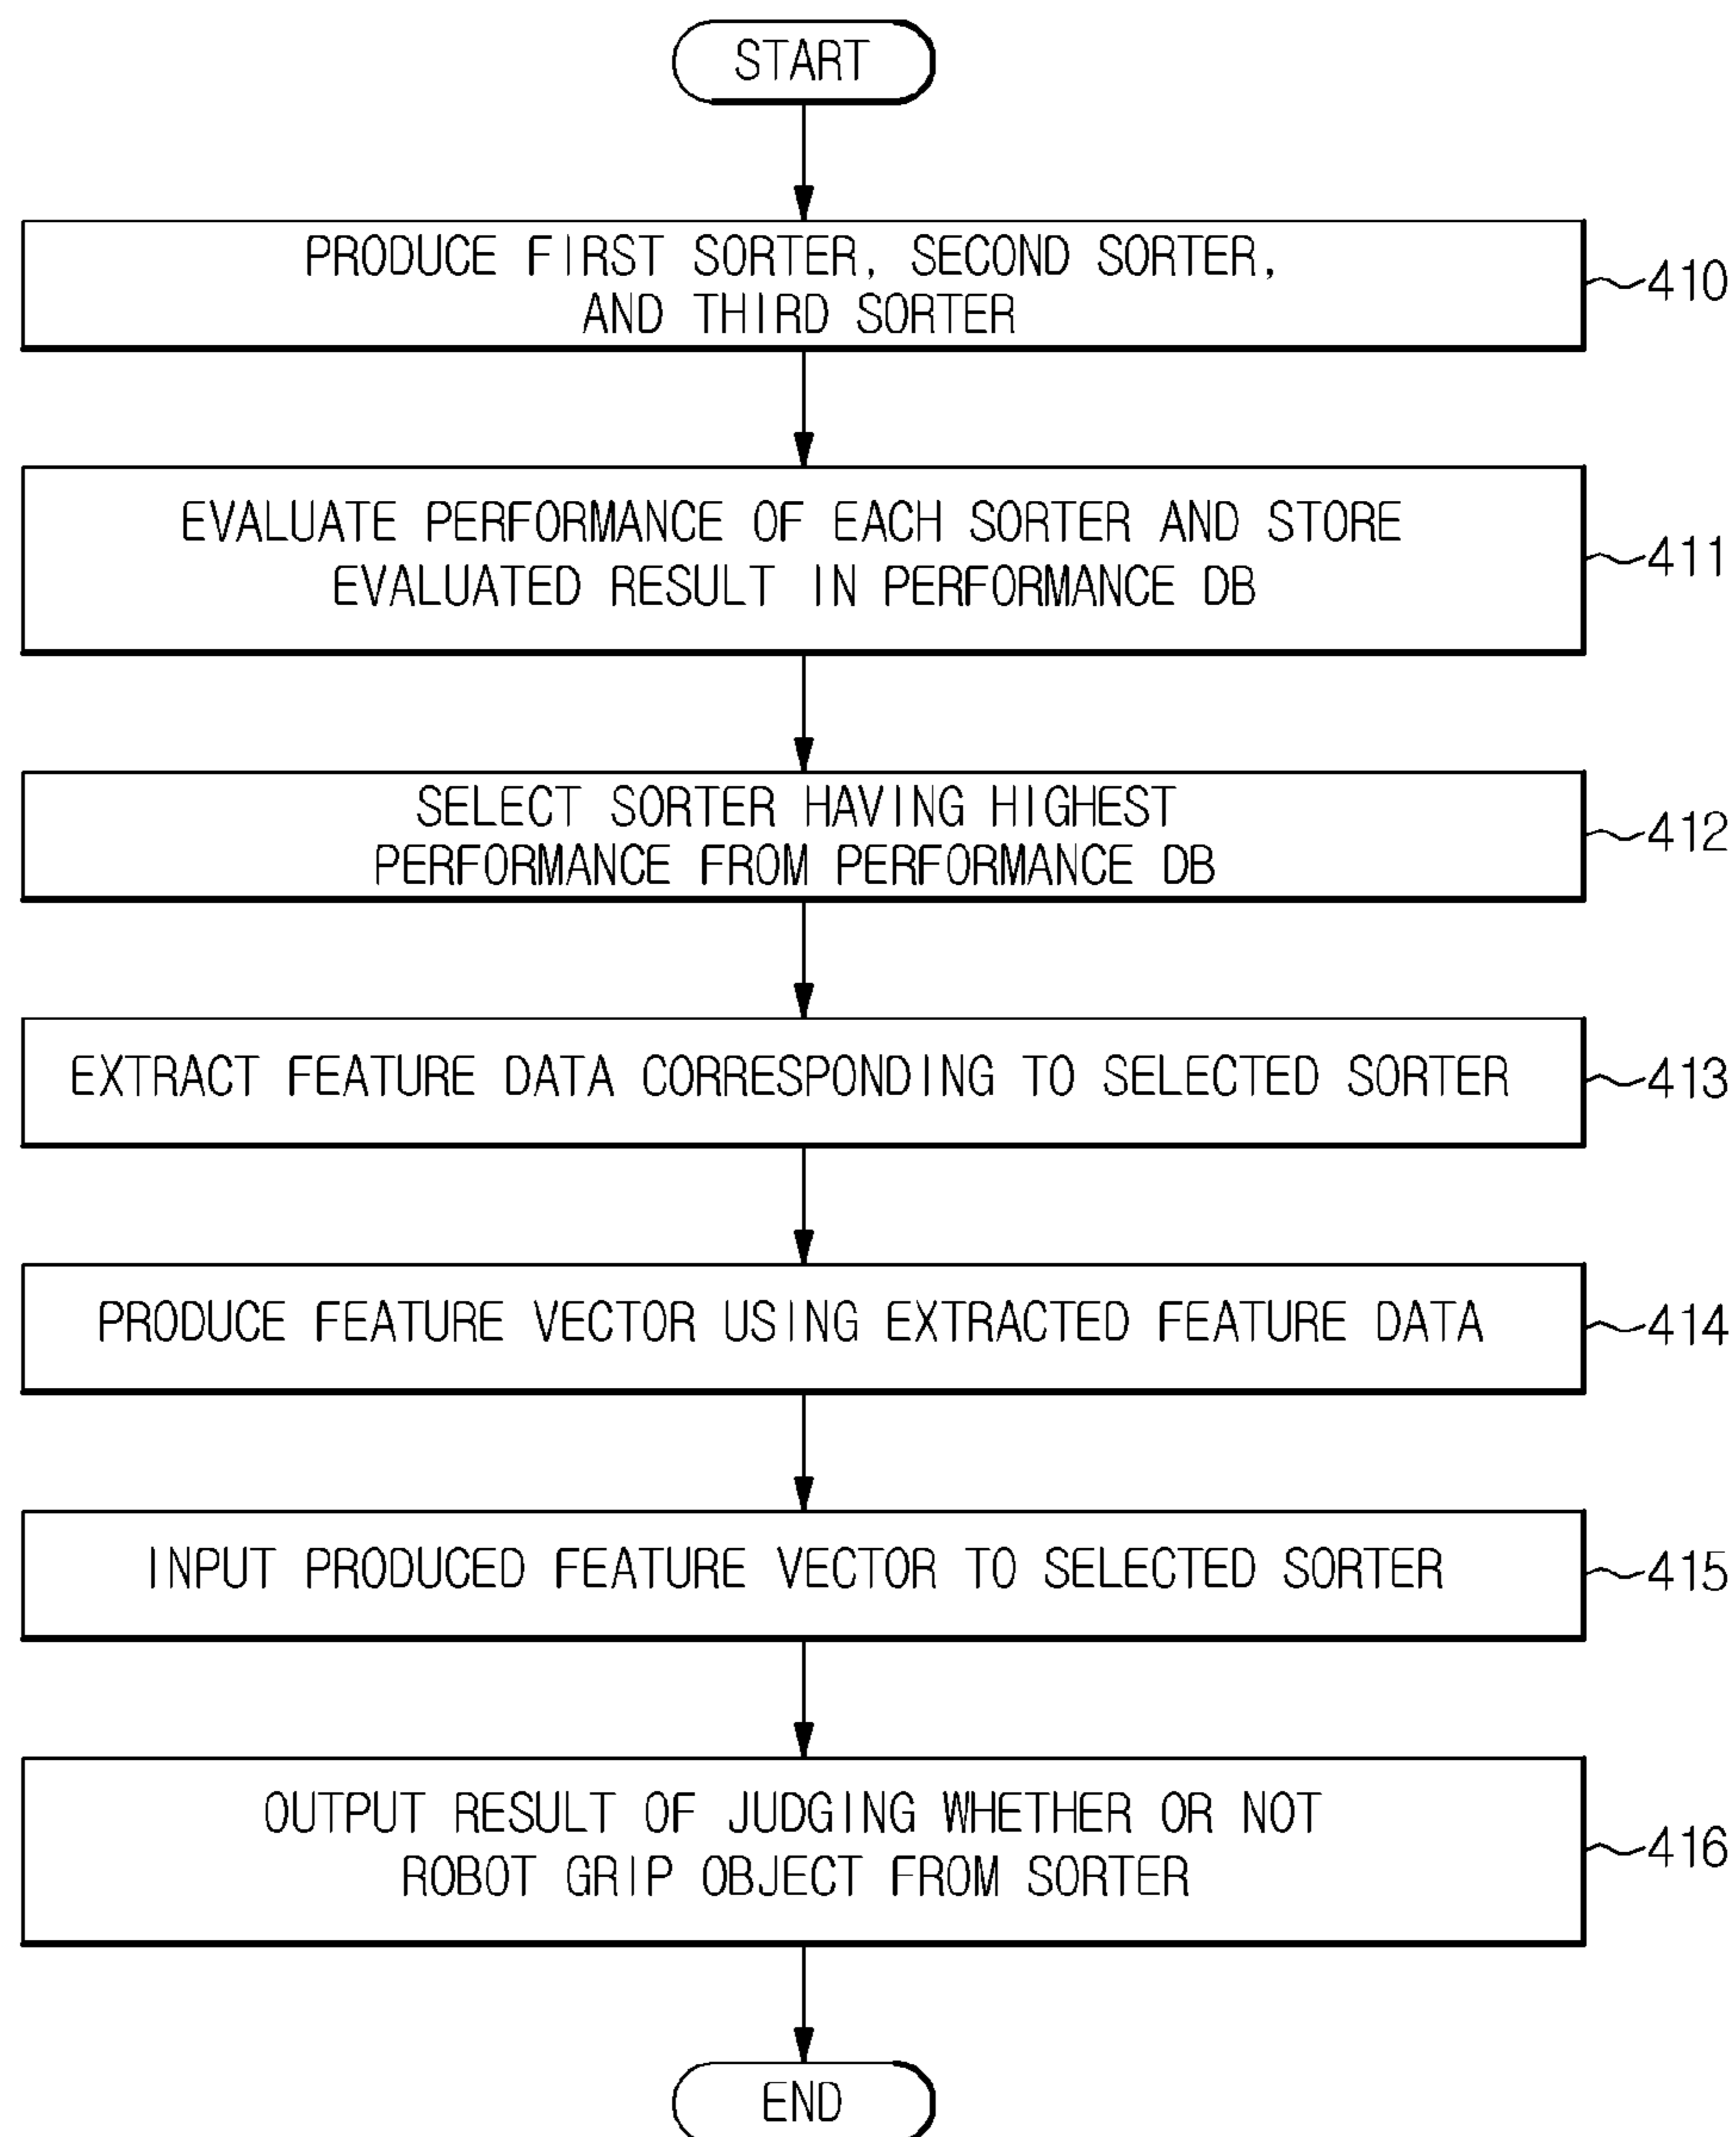 START
PRODUCE FIRST SORTER, SECOND SORTER,
AND THIRD SORTER
410
EVALUATE PERFORMANCE OF EACH SORTER AND STORE
EVALUATED RESULT IN PERFORMANCE DB
411
SELECT SORTER HAVING HIGHEST
PERFORMANCE FROM PERFORMANCE DB
412
EXTRACT FEATURE DATA CORRESPONDING TO SELECTED SORTER
413
PRODUCE FEATURE VECTOR USING EXTRACTED FEATURE DATA
414
INPUT PRODUCED FEATURE VECTOR TO SELECTED SORTER
415
OUTPUT RESULT OF JUDGING WHETHER OR NOT
ROBOT GRIP OBJECT FROM SORTER
416
END